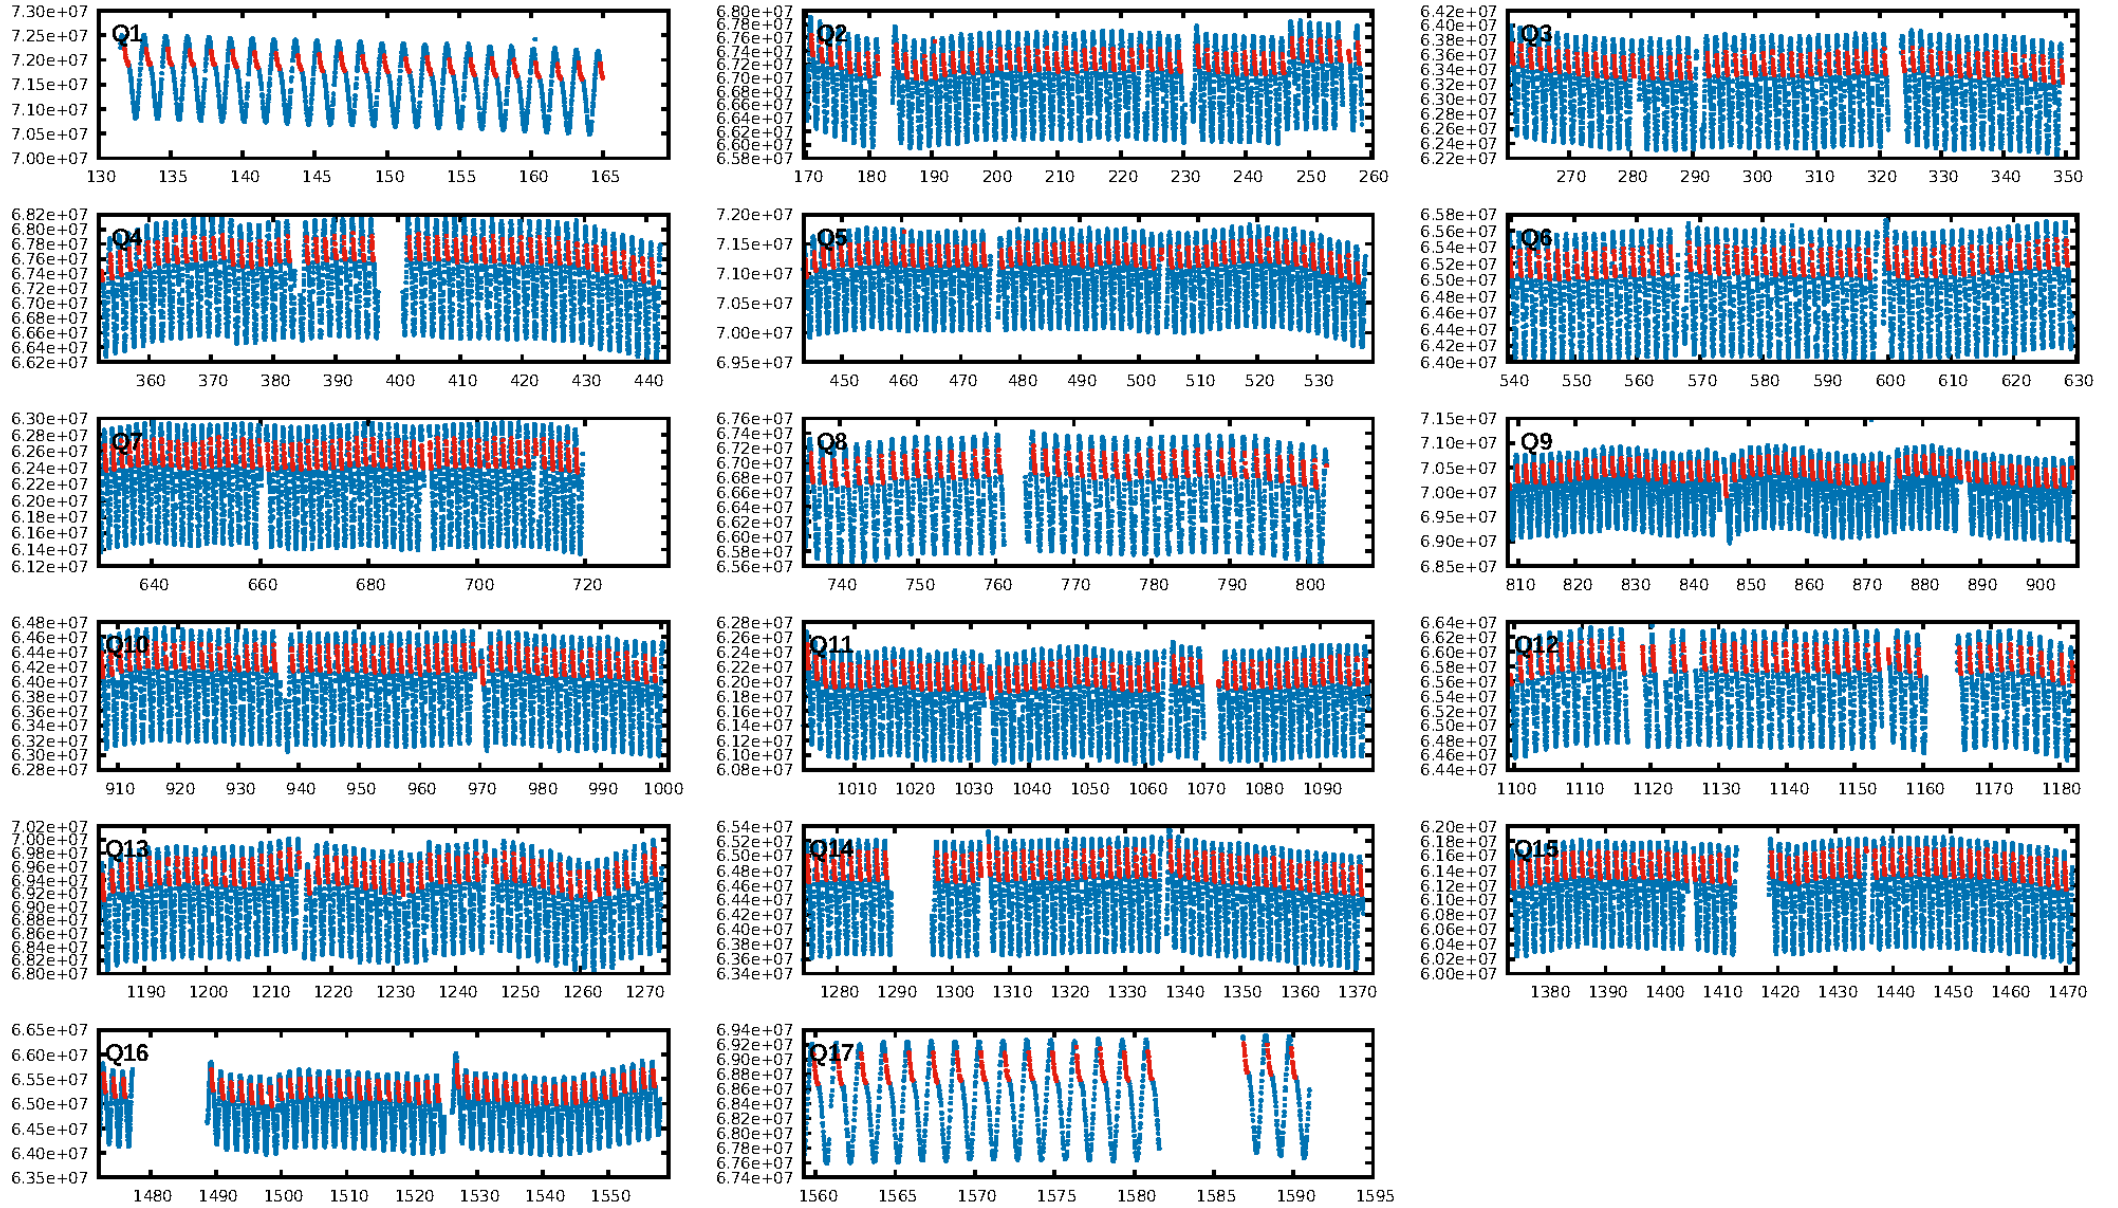 7.30e+07
7.25e+07
7.20e+07
7.15e+07
7.10e+07
7.05e+07
7.00e+07
Q1
130 135 140 145 150 155 160 165
6.80e+07
6.78e+07
6.76e+07
6.74e+07
6.72e+07
6.70e+07
6.68e+07
6.66e+07
6.64e+07
6.62e+07
6.60e+07
6.58e+07
Q2
170 180 190 200 210 220 230 240 250 260
6.42e+07
6.40e+07
6.38e+07
6.36e+07
6.34e+07
6.33e+07
6.30e+07
6.28e+07
6.26e+07
6.24e+07
6.22e+07
Q3
270 280 290 300 310 320 330 340 350
6.82e+07
6.80e+07
6.78e+07
6.76e+07
6.74e+07
6.72e+07
6.70e+07
6.68e+07
6.66e+07
6.64e+07
6.62e+07
Q4
360 370 380 390 400 410 420 430 440
7.20e+07
7.15e+07
7.10e+07
7.05e+07
7.00e+07
6.95e+07
Q5
450 460 470 480 490 500 510 520 530
6.58e+07
6.56e+07
6.54e+07
6.52e+07
6.50e+07
6.48e+07
6.46e+07
6.44e+07
6.42e+07
6.40e+07
Q6
540 550 560 570 580 590 600 610 620 630
6.30e+07
6.28e+07
6.26e+07
6.24e+07
6.22e+07
6.20e+07
6.18e+07
6.16e+07
6.14e+07
6.12e+07
Q7
640 660 680 700 720
6.76e+07
6.74e+07
6.72e+07
6.70e+07
6.68e+07
6.66e+07
6.64e+07
6.62e+07
6.60e+07
6.58e+07
6.56e+07
Q8
740 750 760 770 780 790 800
7.15e+07
7.10e+07
7.05e+07
7.00e+07
6.95e+07
6.90e+07
6.85e+07
Q9
810 820 830 840 850 860 870 880 890 900
6.48e+07
6.46e+07
6.44e+07
6.42e+07
6.40e+07
6.38e+07
6.36e+07
6.34e+07
6.32e+07
6.30e+07
6.28e+07
Q10
910 920 930 940 950 960 970 980 990 1000
6.28e+07
6.26e+07
6.24e+07
6.22e+07
6.20e+07
6.18e+07
6.16e+07
6.14e+07
6.12e+07
6.10e+07
6.08e+07
Q11
1010 1020 1030 1040 1050 1060 1070 1080 1090
6.64e+07
6.62e+07
6.60e+07
6.58e+07
6.56e+07
6.54e+07
6.52e+07
6.50e+07
6.48e+07
6.46e+07
6.44e+07
Q12
1100 1110 1120 1130 1140 1150 1160 1170 1180
7.02e+07
7.00e+07
6.98e+07
6.96e+07
6.94e+07
6.92e+07
6.90e+07
6.88e+07
6.86e+07
6.84e+07
6.82e+07
6.80e+07
Q13
1190 1200 1210 1220 1230 1240 1250 1260 1270
6.54e+07
6.52e+07
6.50e+07
6.48e+07
6.46e+07
6.44e+07
6.42e+07
6.40e+07
6.38e+07
6.36e+07
6.34e+07
Q14
1280 1290 1300 1310 1320 1330 1340 1350 1360 1370
6.20e+07
6.18e+07
6.16e+07
6.14e+07
6.12e+07
6.10e+07
6.08e+07
6.06e+07
6.04e+07
6.02e+07
6.00e+07
Q15
1380 1390 1400 1410 1420 1430 1440 1450 1460 1470
6.65e+07
6.60e+07
6.55e+07
6.50e+07
6.45e+07
6.40e+07
6.35e+07
Q16
1480 1490 1500 1510 1520 1530 1540 1550
6.94e+07
6.92e+07
6.90e+07
6.88e+07
6.86e+07
6.84e+07
6.82e+07
6.80e+07
6.78e+07
6.76e+07
6.74e+07
Q17
1560 1565 1570 1575 1580 1585 1590 1595